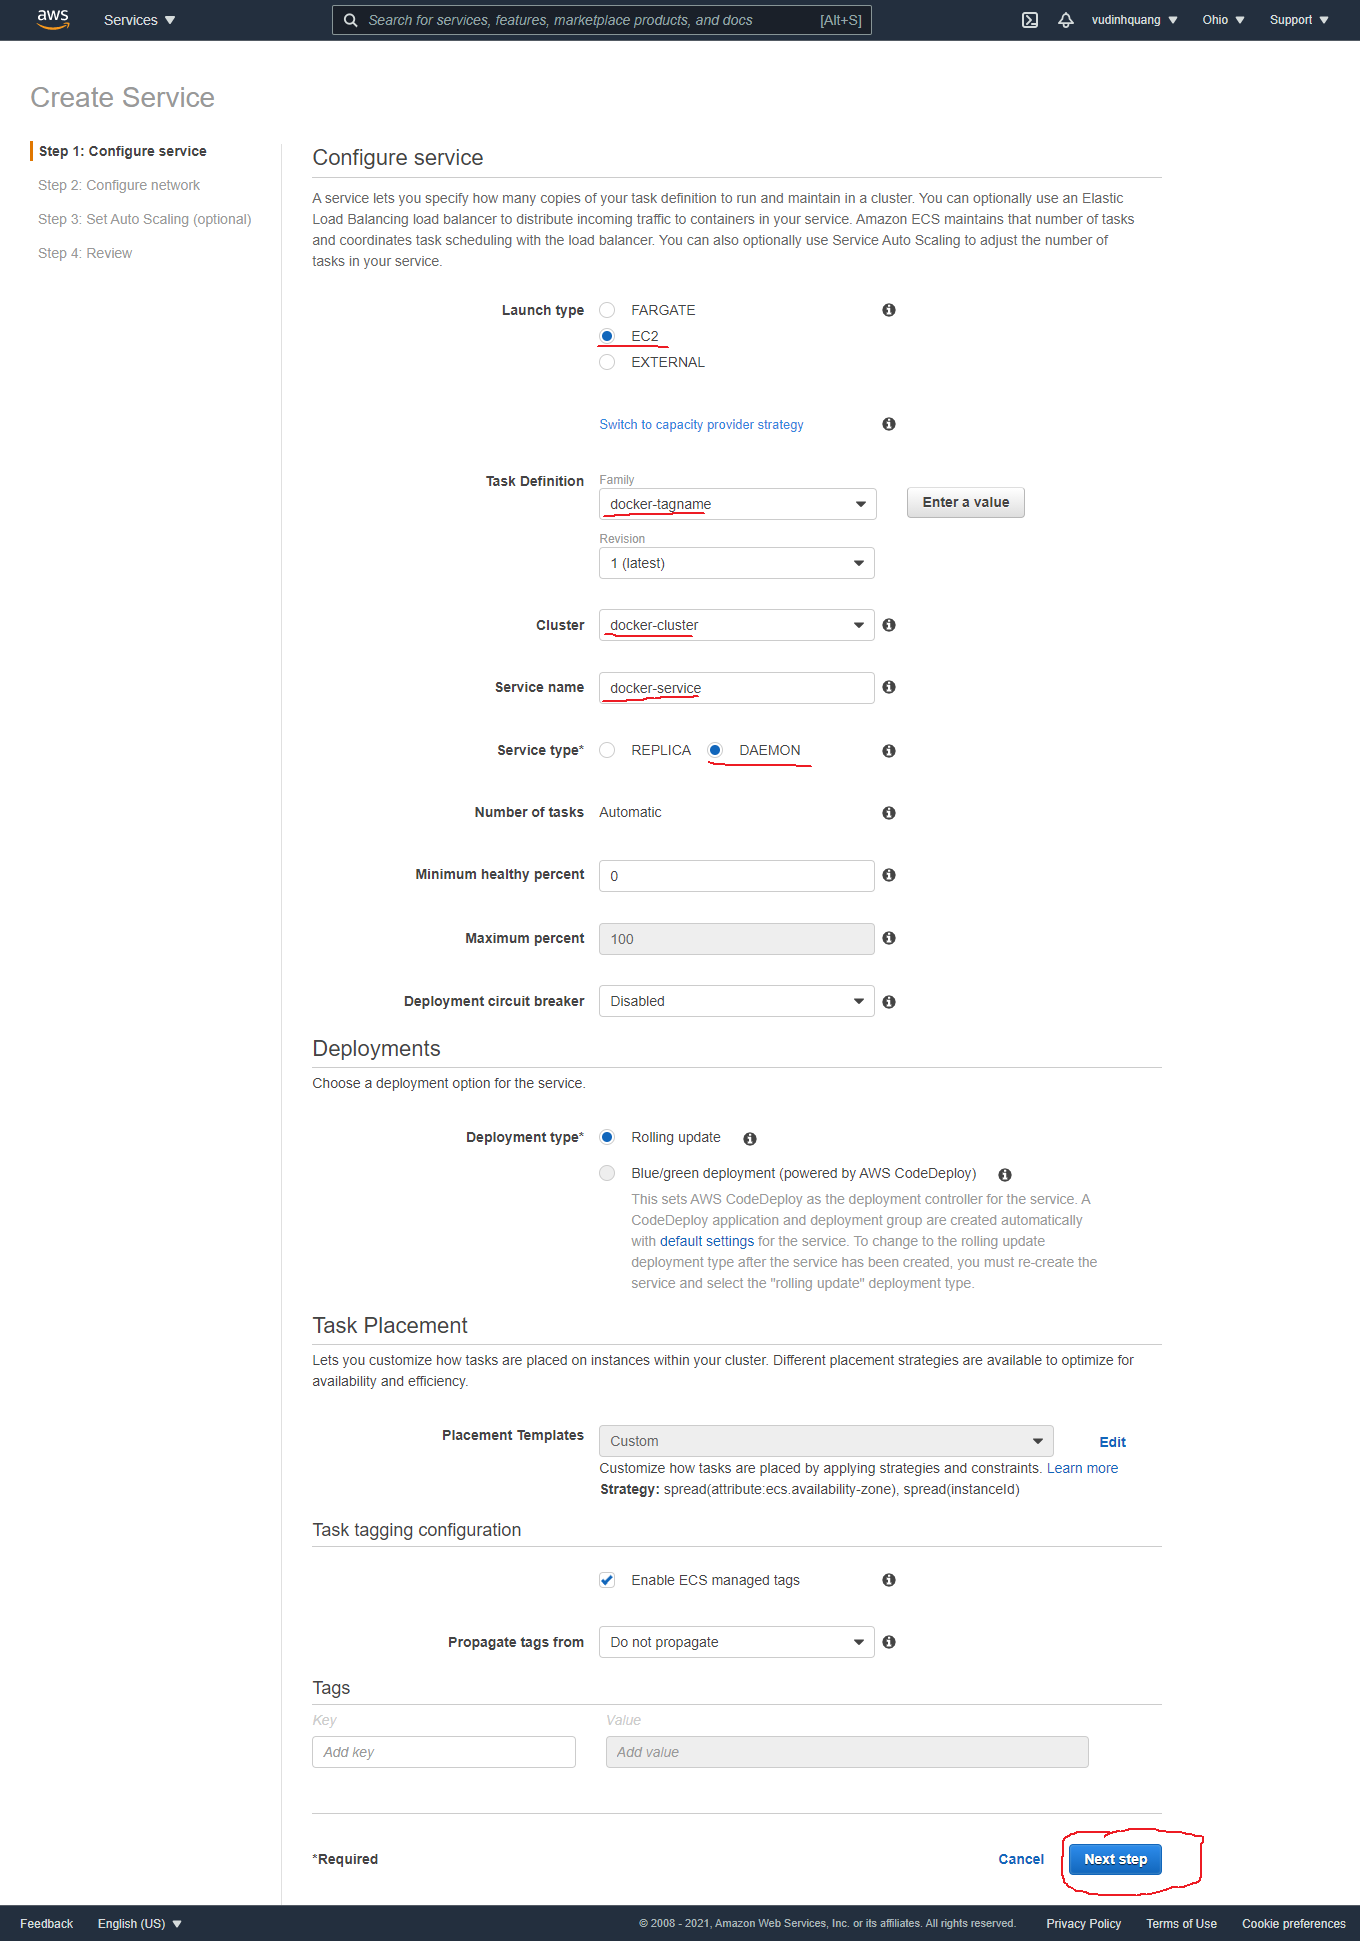 aws
Services
Search for services, features, marketplace products, and docs [Alt+S]
vudinhquang
Ohio
Support
Create Service
Step 1: Configure service
Step 2: Configure network
Step 3: Set Auto Scaling (optional)
Step 4: Review
Configure service
A service lets you specify how many copies of your task definition to run and maintain in a cluster. You can optionally use an Elastic
Load Balancing load balancer to distribute incoming traffic to containers in your service. Amazon ECS maintains that number of tasks
and coordinates task scheduling with the load balancer. You can also optionally use Service Auto Scaling to adjust the number of
tasks in your service.
Launch type
FARGATE
EC2
EXTERNAL
Switch to capacity provider strategy
Task Definition
Family
docker-tagname
Enter a value
Revision
1 (latest)
Cluster docker-cluster
Service name docker-service
Service type* REPLICA DAEMON
Number of tasks Automatic
Minimum healthy percent 0
Maximum percent 100
Deployment circuit breaker Disabled
Deployments
Choose a deployment option for the service.
Deployment type* Rolling update
Blue/green deployment (powered by AWS CodeDeploy)
This sets AWS CodeDeploy as the deployment controller for the service. A
CodeDeploy application and deployment group are created automatically
with default settings for the service. To change to the rolling update
deployment type after the service has been created, you must re-create the
service and select the "rolling update" deployment type.
Task Placement
Lets you customize how tasks are placed on instances within your cluster. Different placement strategies are available to optimize for
availability and efficiency.
Placement Templates Custom Edit
Customize how tasks are placed by applying strategies and constraints. Learn more
Strategy: spread(attribute:ecs.availability-zone), spread(instanceId)
Task tagging configuration
Enable ECS managed tags
Propagate tags from Do not propagate
Tags
Key Value
Add key Add value
*Required Cancel Next step
Feedback English (US) © 2008 - 2021, Amazon Web Services, Inc. or its affiliates. All rights reserved. Privacy Policy Terms of Use Cookie preferences